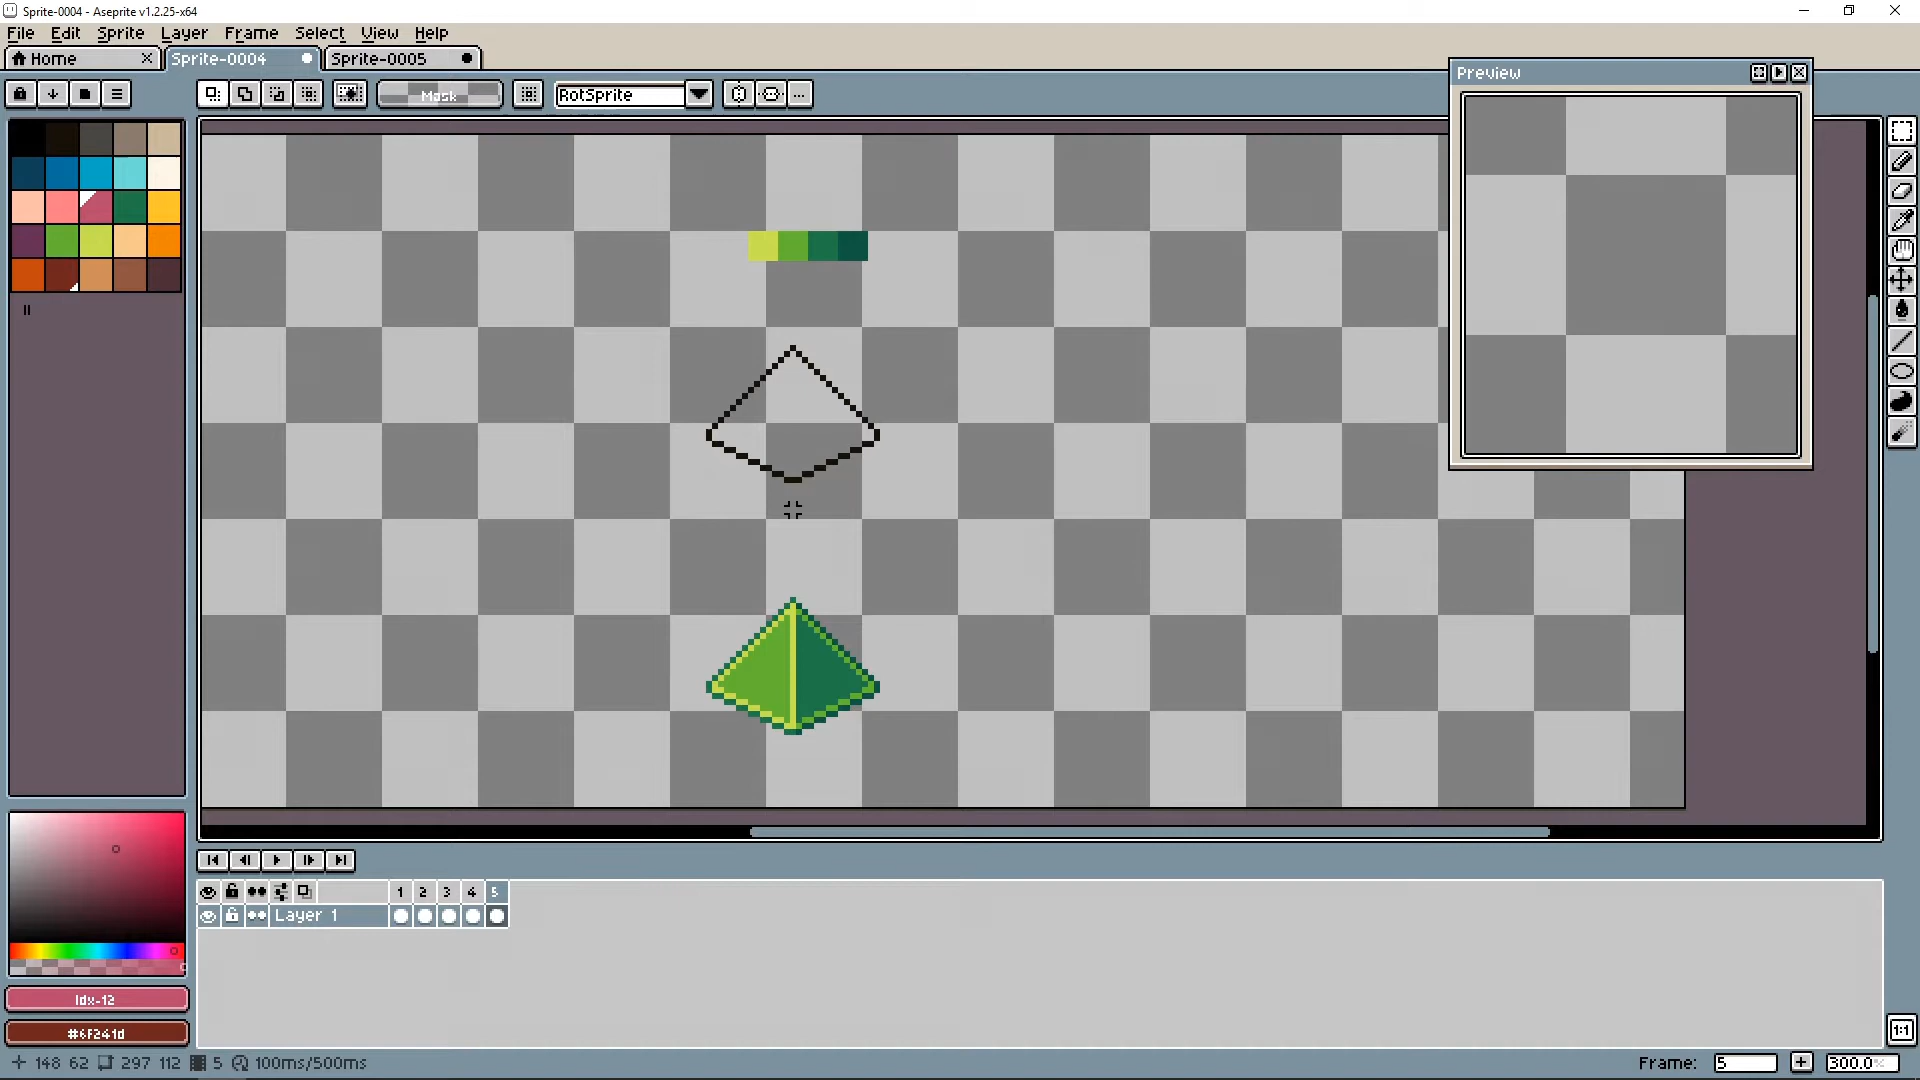 Sprite-0004 - Aseprite v1.2.25-x64
File Edit Sprite Layer Frame Select View Help
Home Sprite-0004 Sprite-0005
Mask RotSprite
Preview
1 2 3 4 5
Layer 1
Idx-12
#6F241d
148 62 297 112 5 100ms/500ms Frame: 5 300.0
1:1